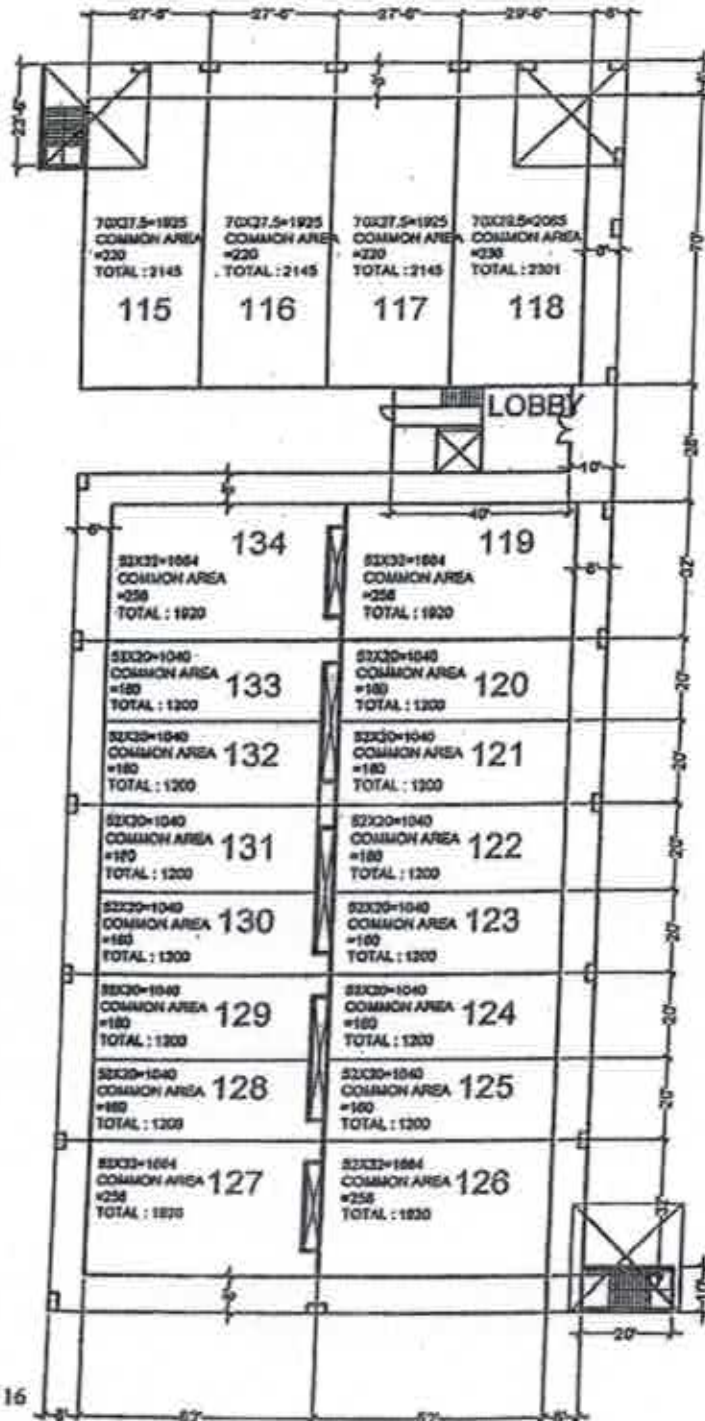 27'-6"
27'-6"
27'-6"
29'-6"
23'-6"
70X27.5=1925
COMMON AREA
=220
TOTAL : 2145
115
70X27.5=1925
COMMON AREA
=220
TOTAL : 2145
116
70X27.5=1925
COMMON AREA
=220
TOTAL : 2145
117
70X29.5=2065
COMMON AREA
=236
TOTAL : 2301
118
70'
LOBBY
10'
40'
134
52X32=1664
COMMON AREA
=256
TOTAL : 1920
119
52X32=1664
COMMON AREA
=256
TOTAL : 1920
32'
52X20=1040
COMMON AREA
=160
TOTAL : 1200
133
52X20=1040
COMMON AREA
=160
TOTAL : 1200
120
20'
52X20=1040
COMMON AREA
=160
TOTAL : 1200
132
52X20=1040
COMMON AREA
=160
TOTAL : 1200
121
20'
52X20=1040
COMMON AREA
=160
TOTAL : 1200
131
52X20=1040
COMMON AREA
=160
TOTAL : 1200
122
20'
52X20=1040
COMMON AREA
=160
TOTAL : 1200
130
52X20=1040
COMMON AREA
=160
TOTAL : 1200
123
20'
52X20=1040
COMMON AREA
=160
TOTAL : 1200
129
52X20=1040
COMMON AREA
=160
TOTAL : 1200
124
20'
52X20=1040
COMMON AREA
=160
TOTAL : 1200
128
52X20=1040
COMMON AREA
=160
TOTAL : 1200
125
20'
52X32=1664
COMMON AREA
=256
TOTAL : 1920
127
52X32=1664
COMMON AREA
=256
TOTAL : 1920
126
32'
10'
20'
16
52'
52'